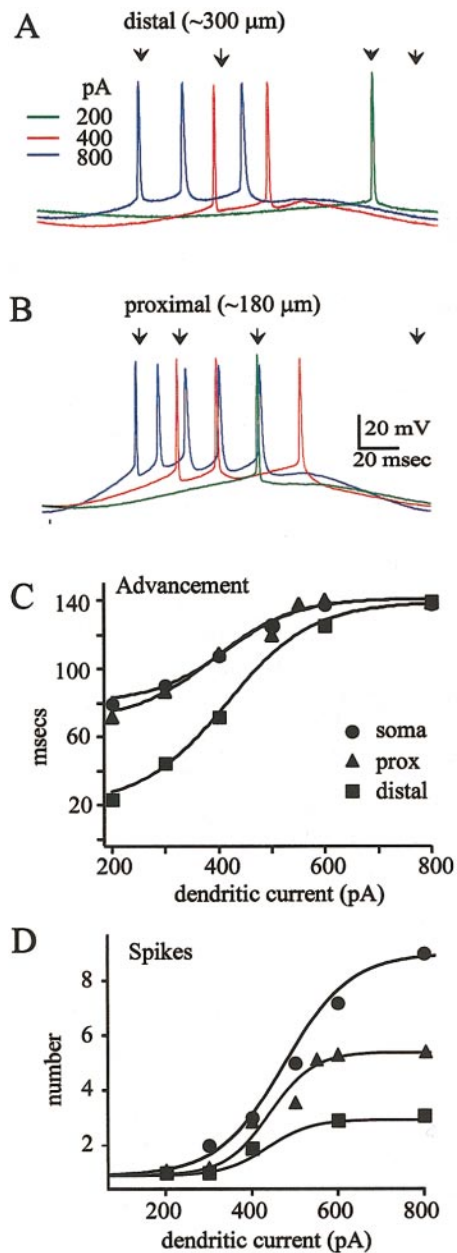 A
distal (~300 µm)
pA
200
400
800
B
proximal (~180 µm)
20 mV
20 msec
C
Advancement
140
100
60
20
msecs
soma
prox
distal
200 400 600 800
dendritic current (pA)
D
Spikes
8
6
4
2
number
200 400 600 800
dendritic current (pA)